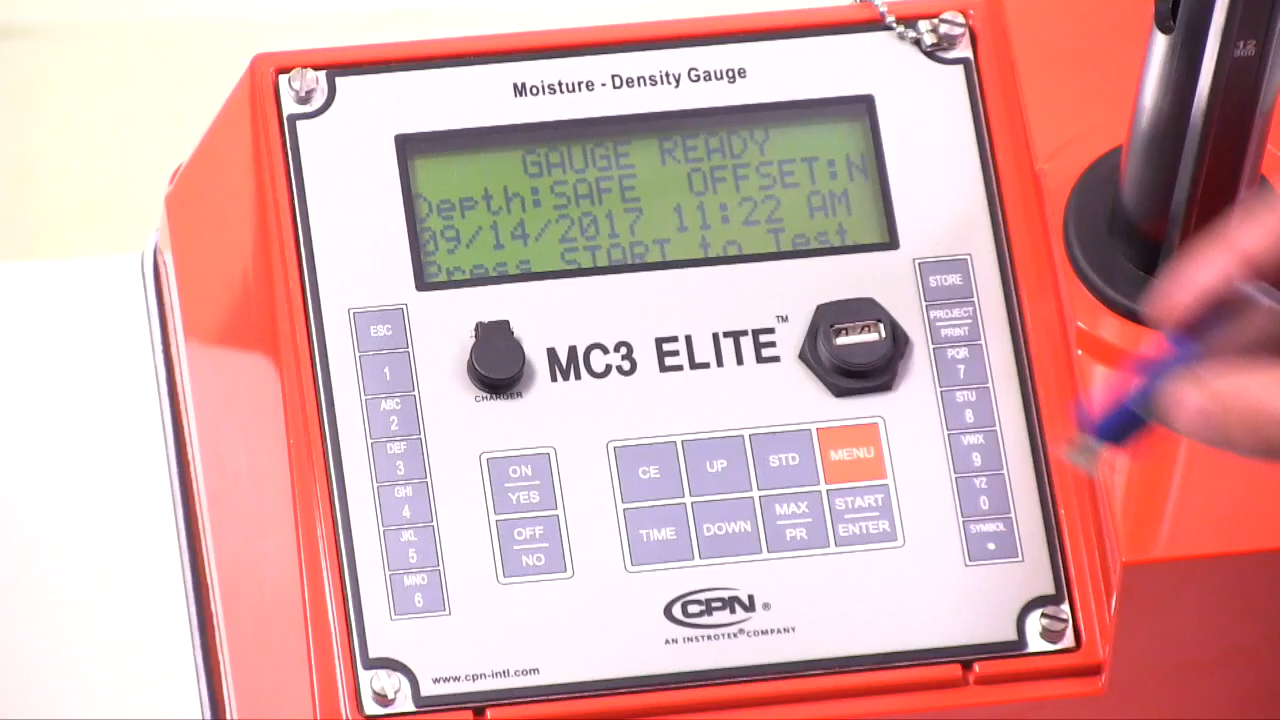 Moisture - Density Gauge
GAUGE READY
Depth:SAFE OFFSET:N
09/14/2017 11:22 AM
Press START to Test
STORE
PROJECT
PRINT
PQR
7
STU
8
VWX
9
YZ
0
SYMBOL
.
ESC
1
ABC
2
DEF
3
GHI
4
JKL
5
MNO
6
CHARGER
MC3 ELITE™
ON
YES
OFF
NO
CE UP STD MENU
TIME DOWN MAX PR START ENTER
CPN®
AN INSTROTEK® COMPANY
www.cpn-intl.com
12
300